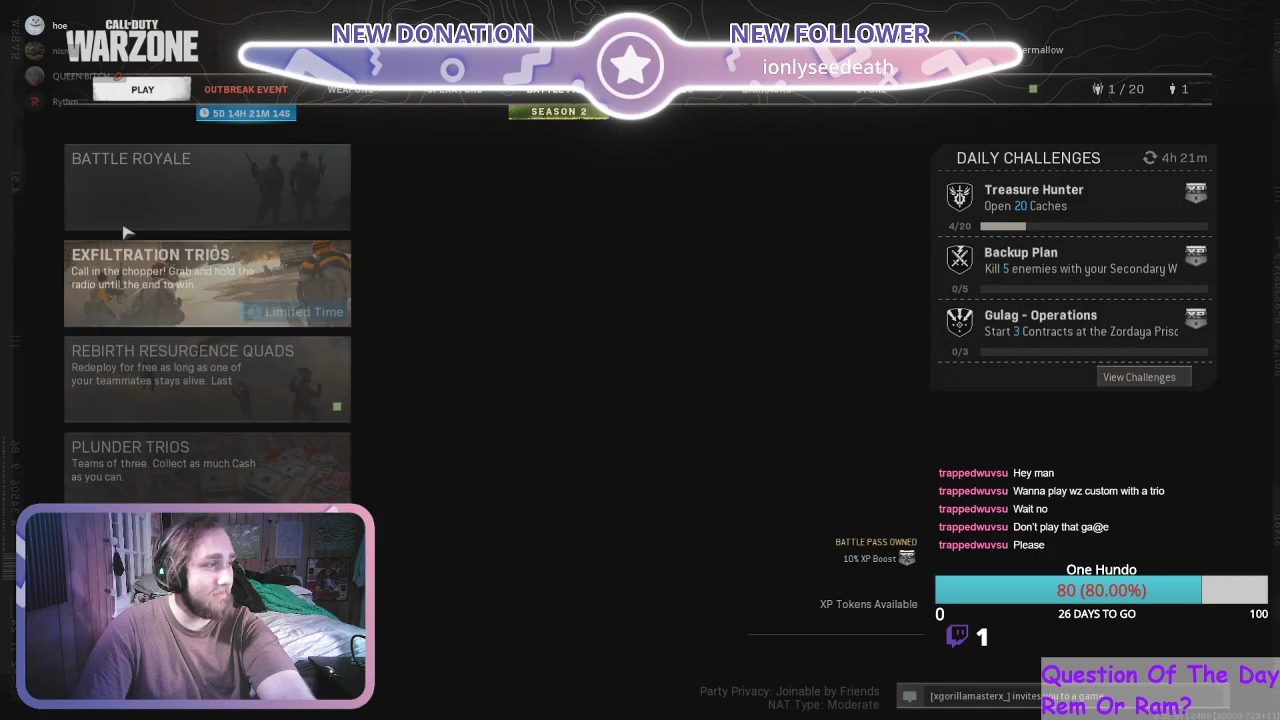 hoe
QUEEN BITCH
Rythm
CALL OF DUTY
WARZONE
NEW DONATION
NEW FOLLOWER
ionlyseedeath
ermallow
PLAY
OUTBREAK EVENT
STORE
1 / 20
1
5D 14H 21M 14S
SEASON 2
BATTLE ROYALE
EXFILTRATION TRIOS
Call in the chopper! Grab and hold the
radio until the end to win.
Limited Time
REBIRTH RESURGENCE QUADS
Redeploy for free as long as one of
your teammates stays alive. Last
PLUNDER TRIOS
Teams of three. Collect as much Cash
as you can.
DAILY CHALLENGES
4h 21m
Treasure Hunter
Open 20 Caches
4/20
Backup Plan
Kill 5 enemies with your Secondary W
0/5
Gulag - Operations
Start 3 Contracts at the Zordaya Prisc
0/3
View Challenges
trappedwuvsu Hey man
trappedwuvsu Wanna play wz custom with a trio
trappedwuvsu Wait no
trappedwuvsu Don't play that ga@e
trappedwuvsu Please
BATTLE PASS OWNED
10% XP Boost
XP Tokens Available
One Hundo
80 (80.00%)
0
26 DAYS TO GO
100
1
Party Privacy: Joinable by Friends
NAT Type: Moderate
[xgorillamasterx_] invites you to a game
Question Of The Day
Rem Or Ram?